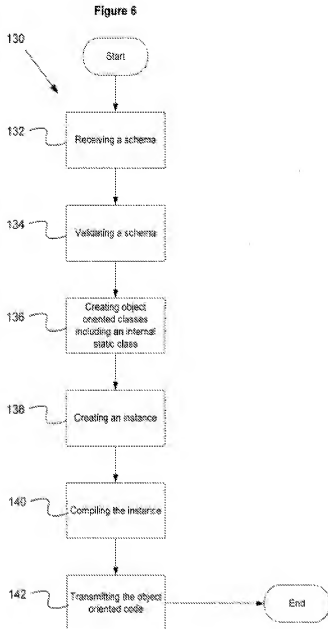 Figure 6
130
Start
132
Receiving a schema
134
Validating a schema
136
Creating object
oriented classes
including an internal
static class
138
Creating an instance
140
Compiling the instance
142
Transmitting the object
oriented code
End